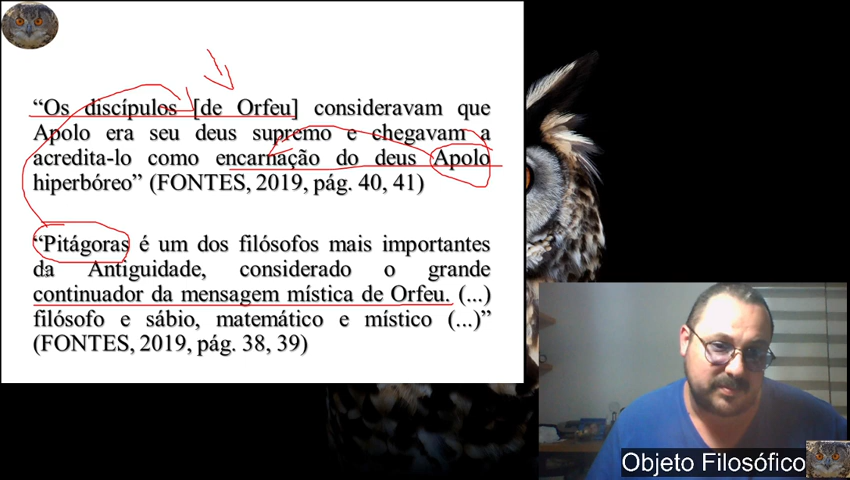 “Os discípulos [de Orfeu] consideravam que
Apolo era seu deus supremo e chegavam a
acredita-lo como encarnação do deus Apolo
hiperbóreo” (FONTES, 2019, pág. 40, 41)
“Pitágoras é um dos filósofos mais importantes
da Antiguidade, considerado o grande
continuador da mensagem mística de Orfeu. (...)
filósofo e sábio, matemático e místico (...)”
(FONTES, 2019, pág. 38, 39)
Objeto Filosófico